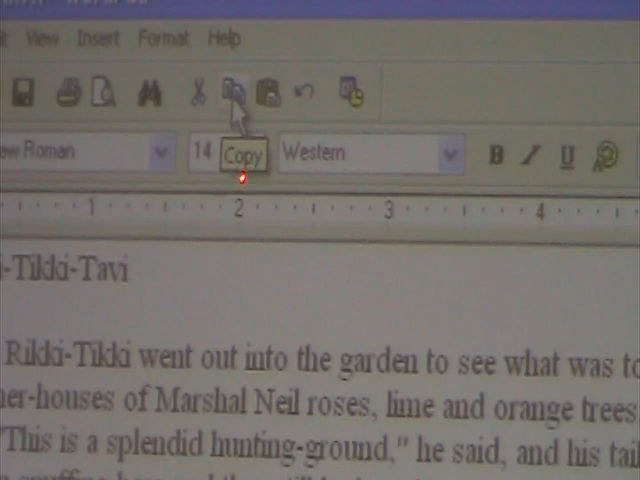 View Insert Format Help
ew Roman 14 Western B I U
Copy
1 2 3 4
i-Tikki-Tavi
Rikki-Tikki went out into the garden to see what was to
ner-houses of Marshal Neil roses, lime and orange trees
"This is a splendid hunting-ground," he said, and his tail